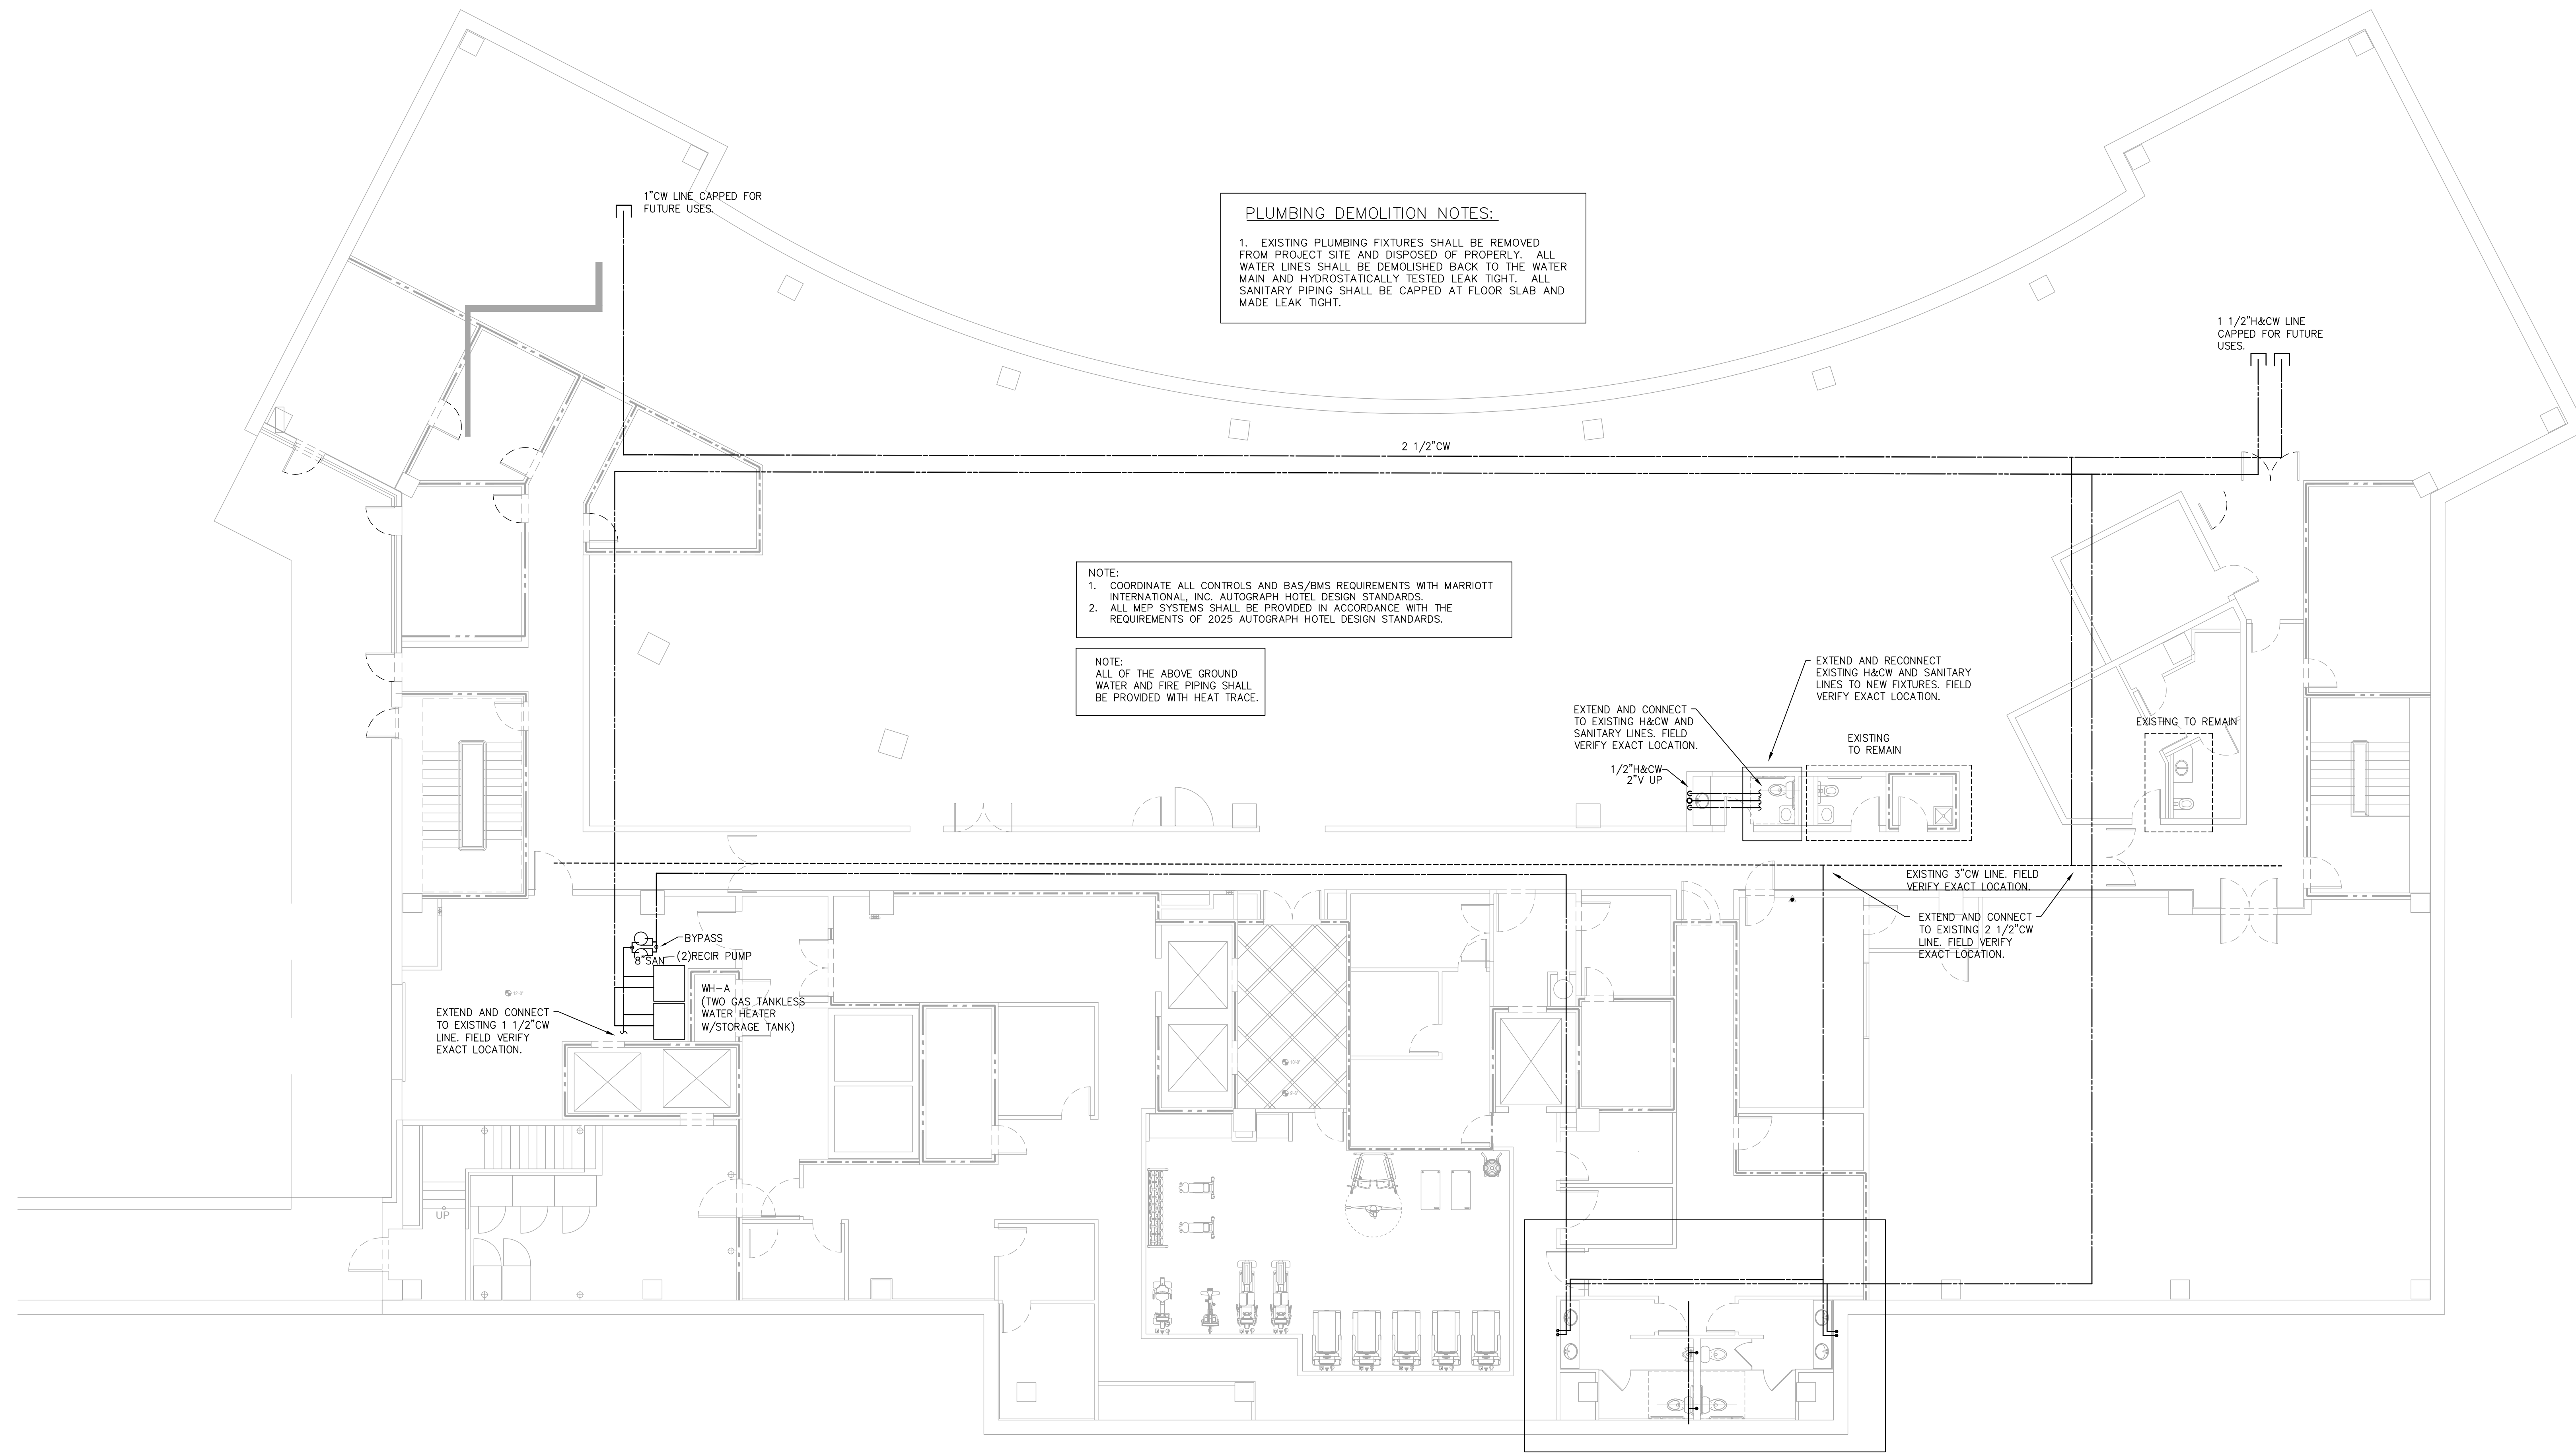 1"CW LINE CAPPED FOR
FUTURE USES.
PLUMBING DEMOLITION NOTES:
1. EXISTING PLUMBING FIXTURES SHALL BE REMOVED
FROM PROJECT SITE AND DISPOSED OF PROPERLY. ALL
WATER LINES SHALL BE DEMOLISHED BACK TO THE WATER
MAIN AND HYDROSTATICALLY TESTED LEAK TIGHT. ALL
SANITARY PIPING SHALL BE CAPPED AT FLOOR SLAB AND
MADE LEAK TIGHT.
1 1/2"H&CW LINE
CAPPED FOR FUTURE
USES.
2 1/2"CW
NOTE:
1. COORDINATE ALL CONTROLS AND BAS/BMS REQUIREMENTS WITH MARRIOTT
INTERNATIONAL, INC. AUTOGRAPH HOTEL DESIGN STANDARDS.
2. ALL MEP SYSTEMS SHALL BE PROVIDED IN ACCORDANCE WITH THE
REQUIREMENTS OF 2025 AUTOGRAPH HOTEL DESIGN STANDARDS.
NOTE:
ALL OF THE ABOVE GROUND
WATER AND FIRE PIPING SHALL
BE PROVIDED WITH HEAT TRACE.
EXTEND AND RECONNECT
EXISTING H&CW AND SANITARY
LINES TO NEW FIXTURES. FIELD
VERIFY EXACT LOCATION.
EXTEND AND CONNECT
TO EXISTING H&CW AND
SANITARY LINES. FIELD
VERIFY EXACT LOCATION.
EXISTING
TO REMAIN
EXISTING TO REMAIN
1/2"H&CW
2"V UP
EXISTING 3"CW LINE. FIELD
VERIFY EXACT LOCATION.
EXTEND AND CONNECT
TO EXISTING 2 1/2"CW
LINE. FIELD VERIFY
EXACT LOCATION.
BYPASS
8"SAN
(2)RECIR PUMP
WH-A
(TWO GAS TANKLESS
WATER HEATER
W/STORAGE TANK)
EXTEND AND CONNECT
TO EXISTING 1 1/2"CW
LINE. FIELD VERIFY
EXACT LOCATION.
UP